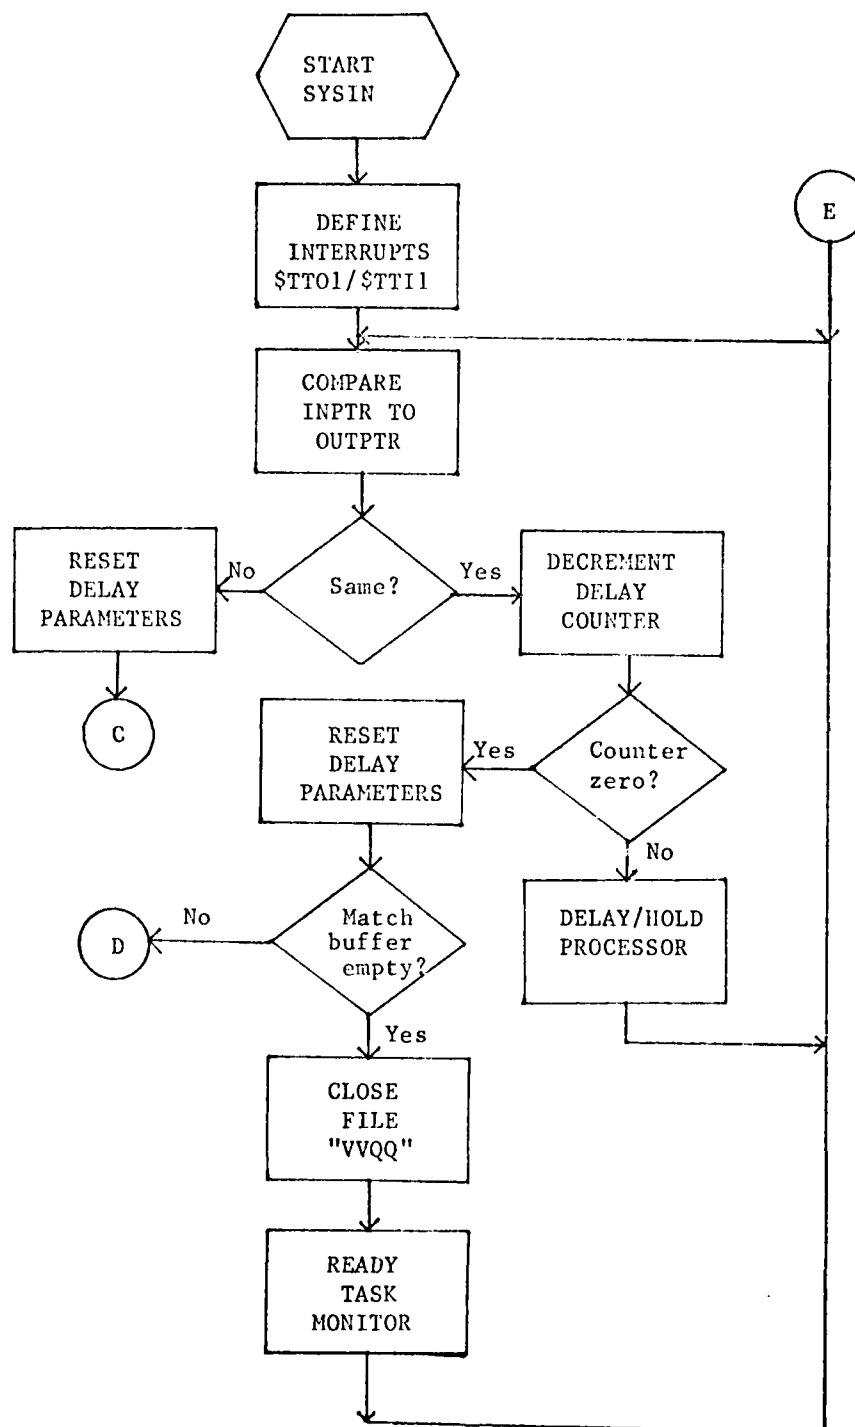 START
SYSIN
DEFINE
INTERRUPTS
$TTO1/$TTI1
E
COMPARE
INPTR TO
OUTPTR
RESET
DELAY
PARAMETERS
No
Same?
Yes
DECREMENT
DELAY
COUNTER
C
RESET
DELAY
PARAMETERS
Yes
Counter
zero?
No
D
No
Match
buffer
empty?
DELAY/HOLD
PROCESSOR
Yes
CLOSE
FILE
"VVQQ"
READY
TASK
MONITOR